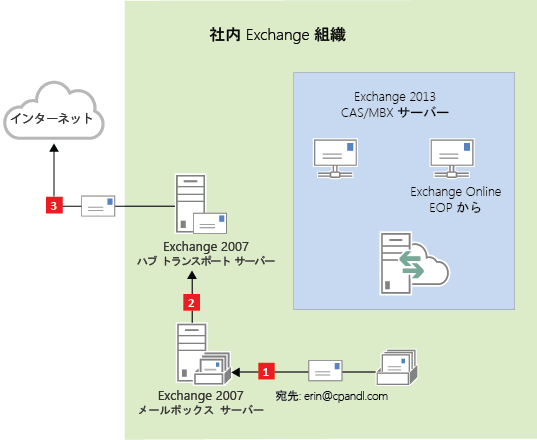 社内 Exchange 組織
Exchange 2013
CAS/MBX サーバー
インターネット
Exchange Online
EOP から
3
Exchange 2007
ハブ トランスポート サーバー
2
1
Exchange 2007
メールボックス サーバー
宛先: erin@cpandl.com